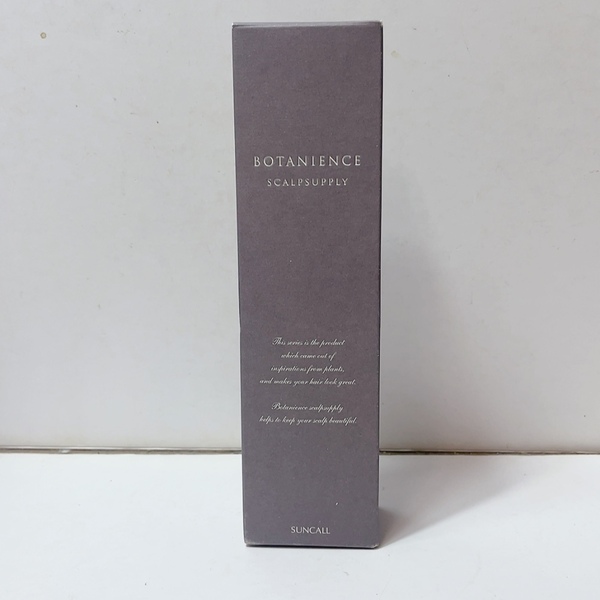 BOTANIENCE
SCALPSUPPLY
This series is the product
which came out of
inspirations from plants,
and makes your hair look great.
Botanience scalpsupply
helps to keep your scalp beautiful.
SUNCALL